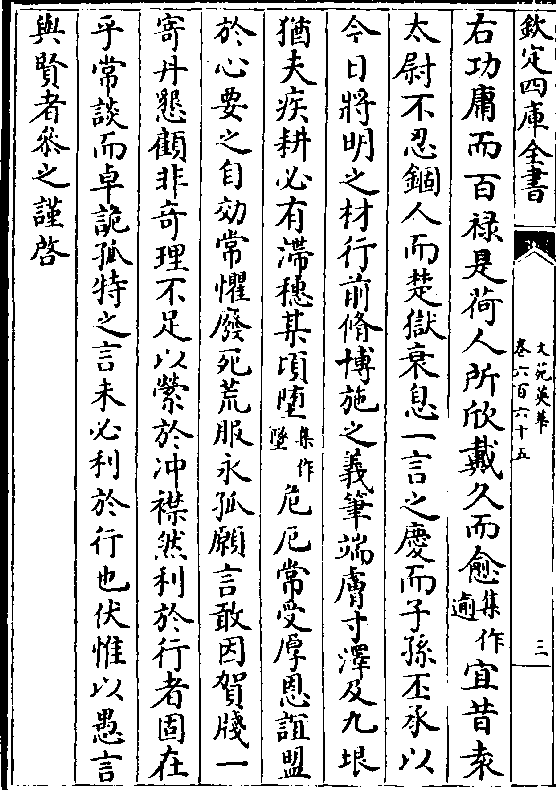 欽定四庫全書
文苑英華
卷六百六十五
三
右功庸而百祿是荷人所欣戴久而愈集作逾宜昔袁
太尉不忍錮人而楚獄衰息一言之慶而子孫丕承以
今日將明之材行前脩博施之義筆端膚寸澤及九垠
猶夫疾耕必有滯穗某頃墮集作墜危厄常受厚恩誼盟
於心要之自効常懼廢死荒服永孤願言敢因賀牋一
寄丹懇顧非奇理不足以縈於冲襟然利於行者固在
乎常談而卓詭孤特之言未必利於行也伏惟以愚言
與賢者參之謹啓